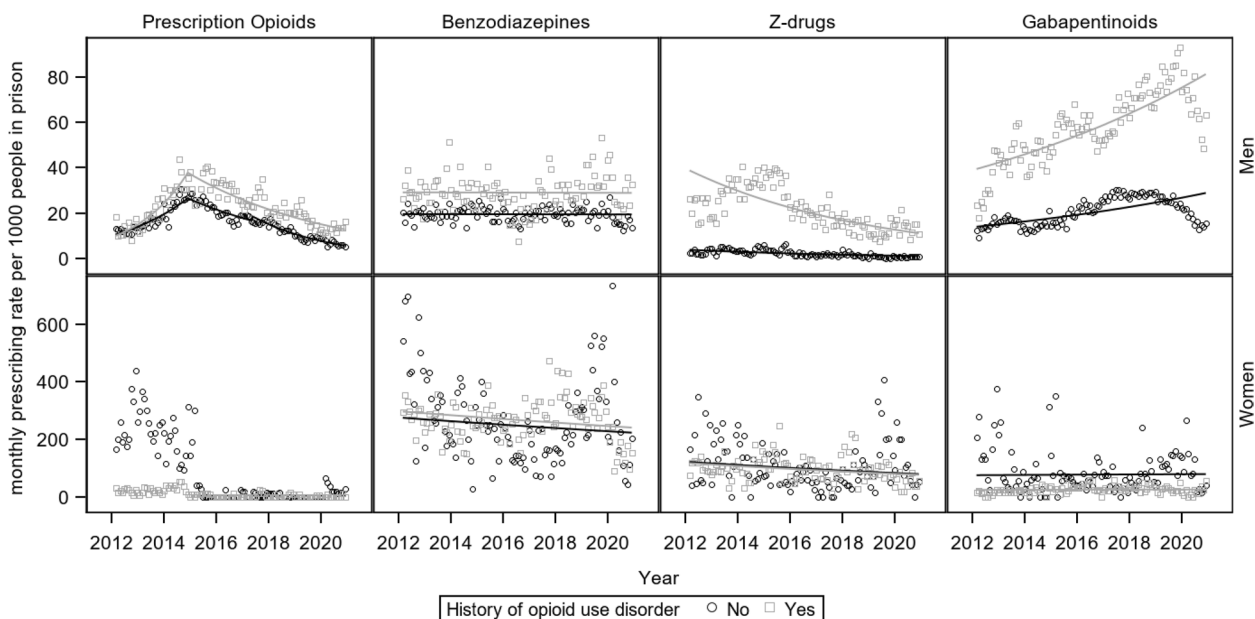 Prescription Opioids Benzodiazepines Z-drugs Gabapentinoids
monthly prescribing rate per 1000 people in prison
80
60
40
20
0
Men
600
400
200
0
Women
2012 2014 2016 2018 2020 2012 2014 2016 2018 2020 2012 2014 2016 2018 2020 2012 2014 2016 2018 2020
Year
History of opioid use disorder No Yes